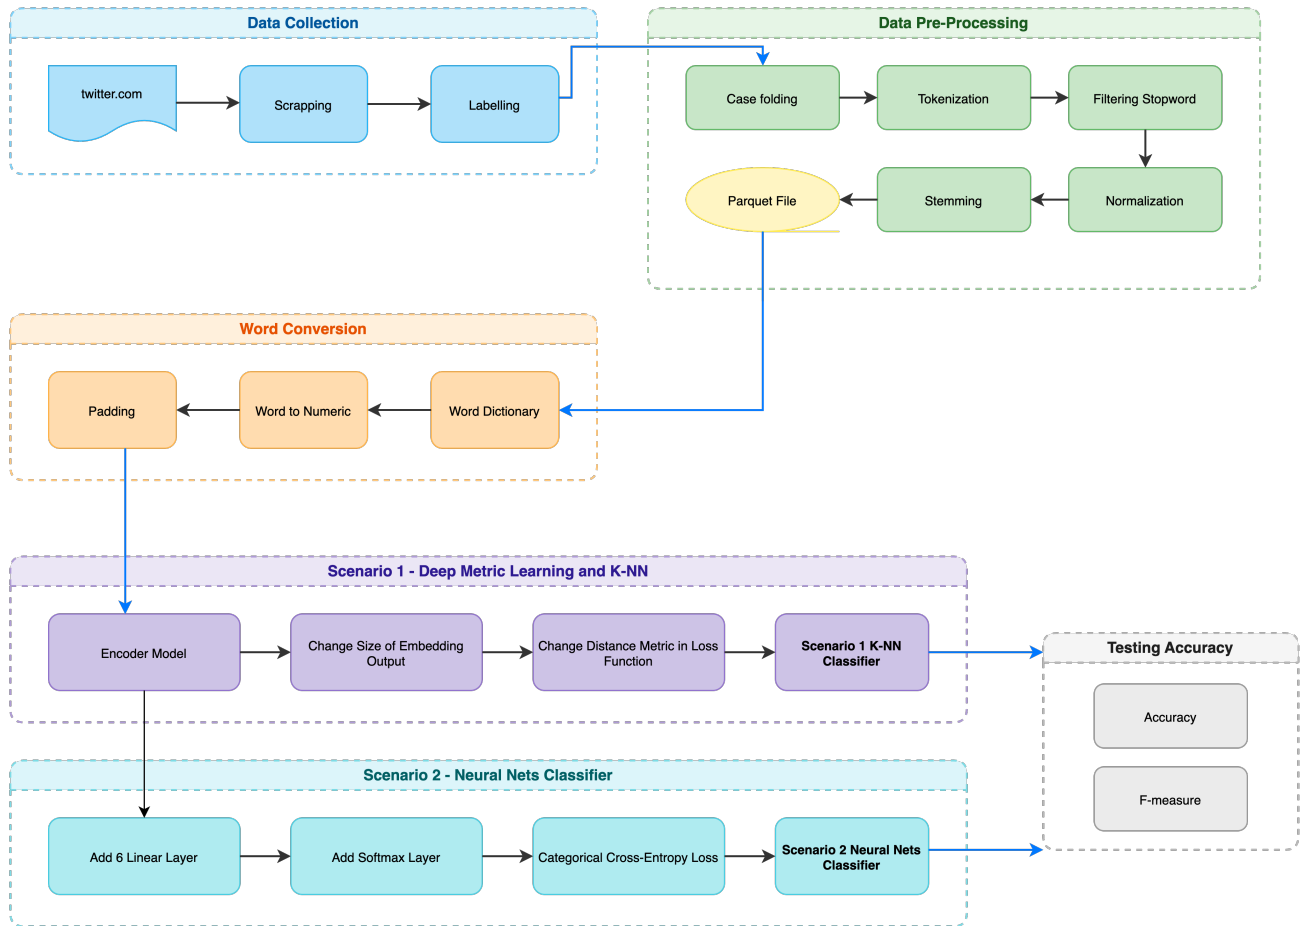 Data Collection
twitter.com
Scrapping
Labelling
Data Pre-Processing
Case folding
Tokenization
Filtering Stopword
Parquet File
Stemming
Normalization
Word Conversion
Padding
Word to Numeric
Word Dictionary
Scenario 1 - Deep Metric Learning and K-NN
Encoder Model
Change Size of Embedding
Output
Change Distance Metric in Loss
Function
Scenario 1 K-NN
Classifier
Scenario 2 - Neural Nets Classifier
Add 6 Linear Layer
Add Softmax Layer
Categorical Cross-Entropy Loss
Scenario 2 Neural Nets
Classifier
Testing Accuracy
Accuracy
F-measure